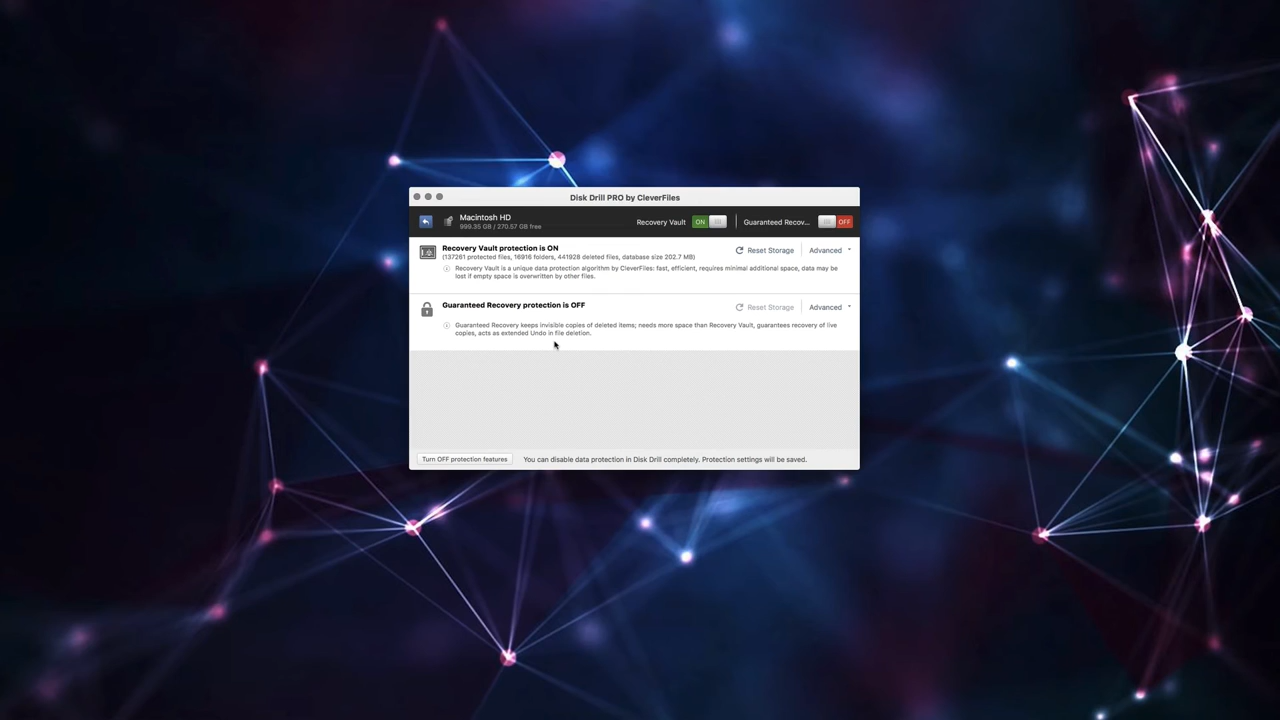 Disk Drill PRO by CleverFiles
Macintosh HD
999.35 GB / 270.57 GB free
Recovery Vault ON
Guaranteed Recov... OFF
Recovery Vault protection is ON
(137261 protected files, 16916 folders, 441928 deleted files, database size 202.7 MB)
Reset Storage
Advanced
Recovery Vault is a unique data protection algorithm by CleverFiles: fast, efficient, requires minimal additional space, data may be
lost if empty space is overwritten by other files.
Guaranteed Recovery protection is OFF
Reset Storage
Advanced
Guaranteed Recovery keeps invisible copies of deleted items; needs more space than Recovery Vault, guarantees recovery of live
copies, acts as extended Undo in file deletion.
Turn OFF protection features
You can disable data protection in Disk Drill completely. Protection settings will be saved.